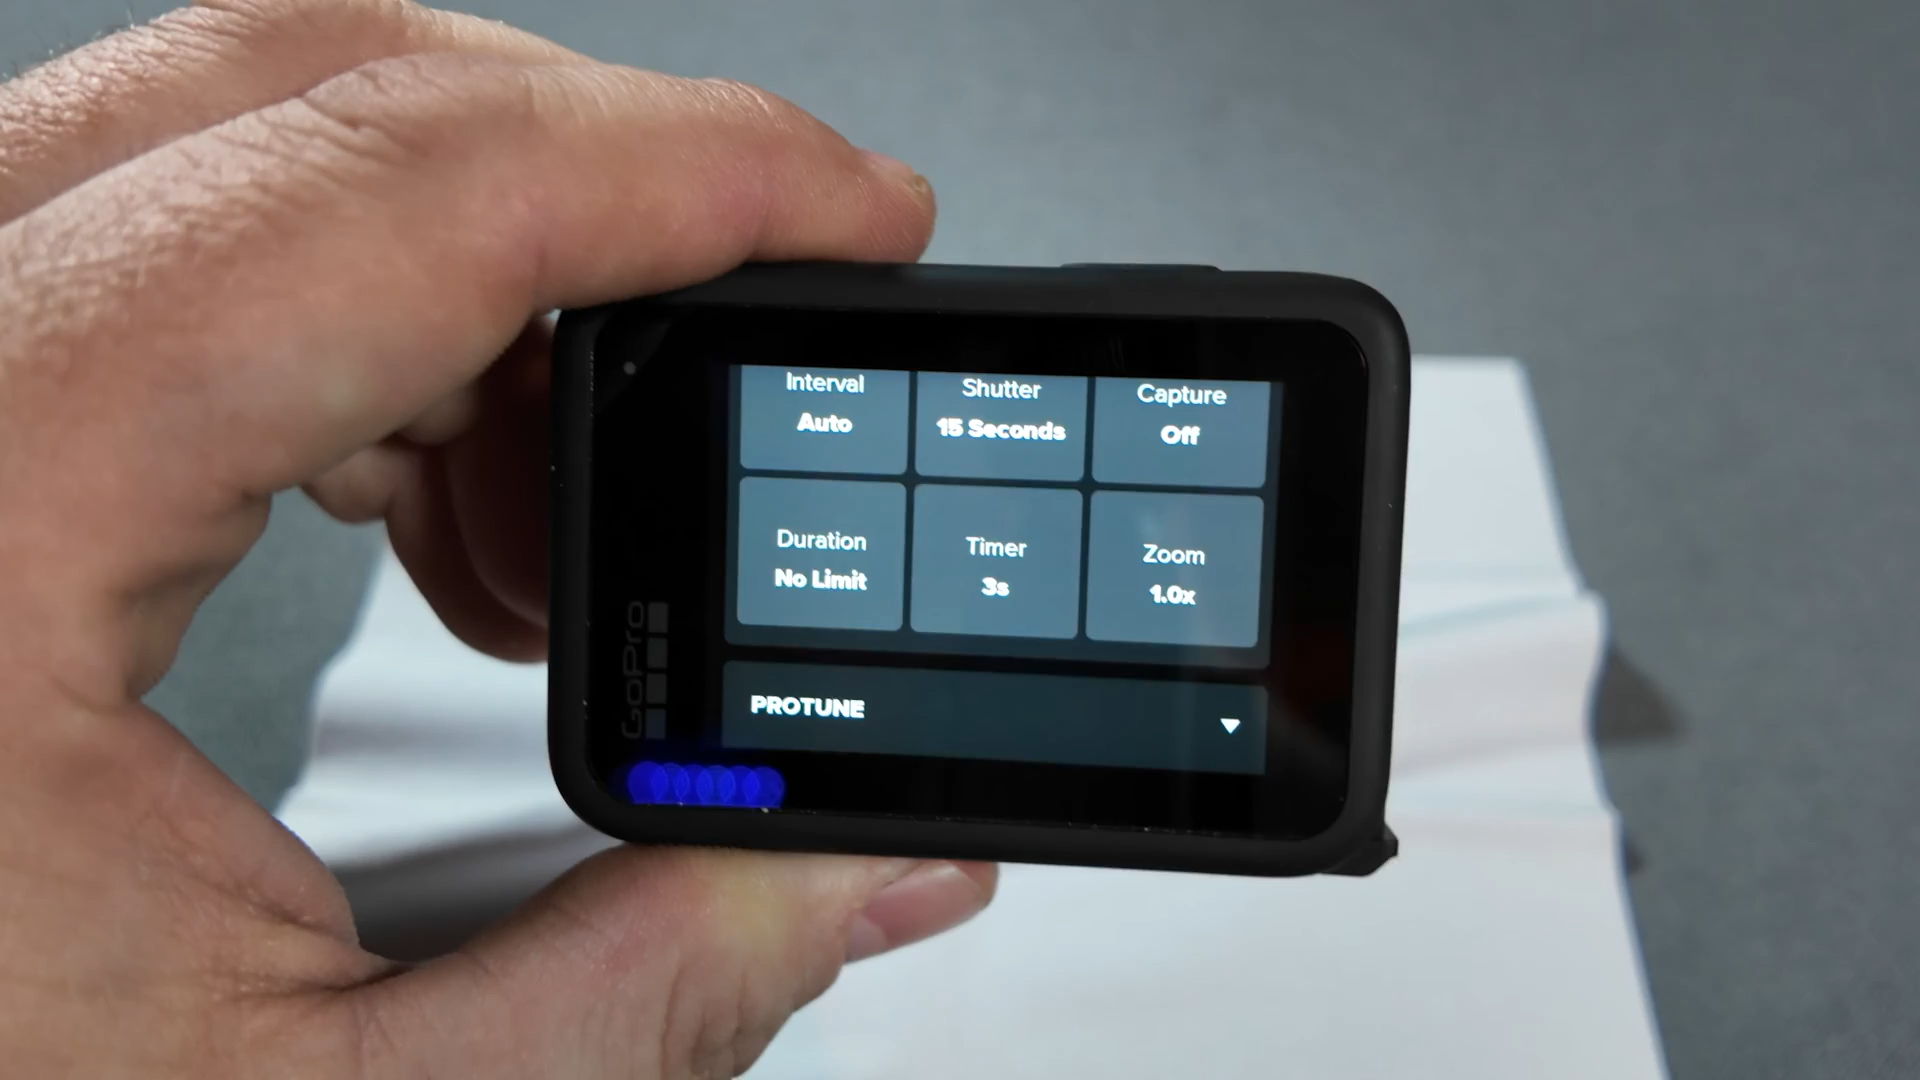 Interval
Auto
Shutter
15 Seconds
Capture
Off
Duration
No Limit
Timer
3s
Zoom
1.0x
PROTUNE
GoPro